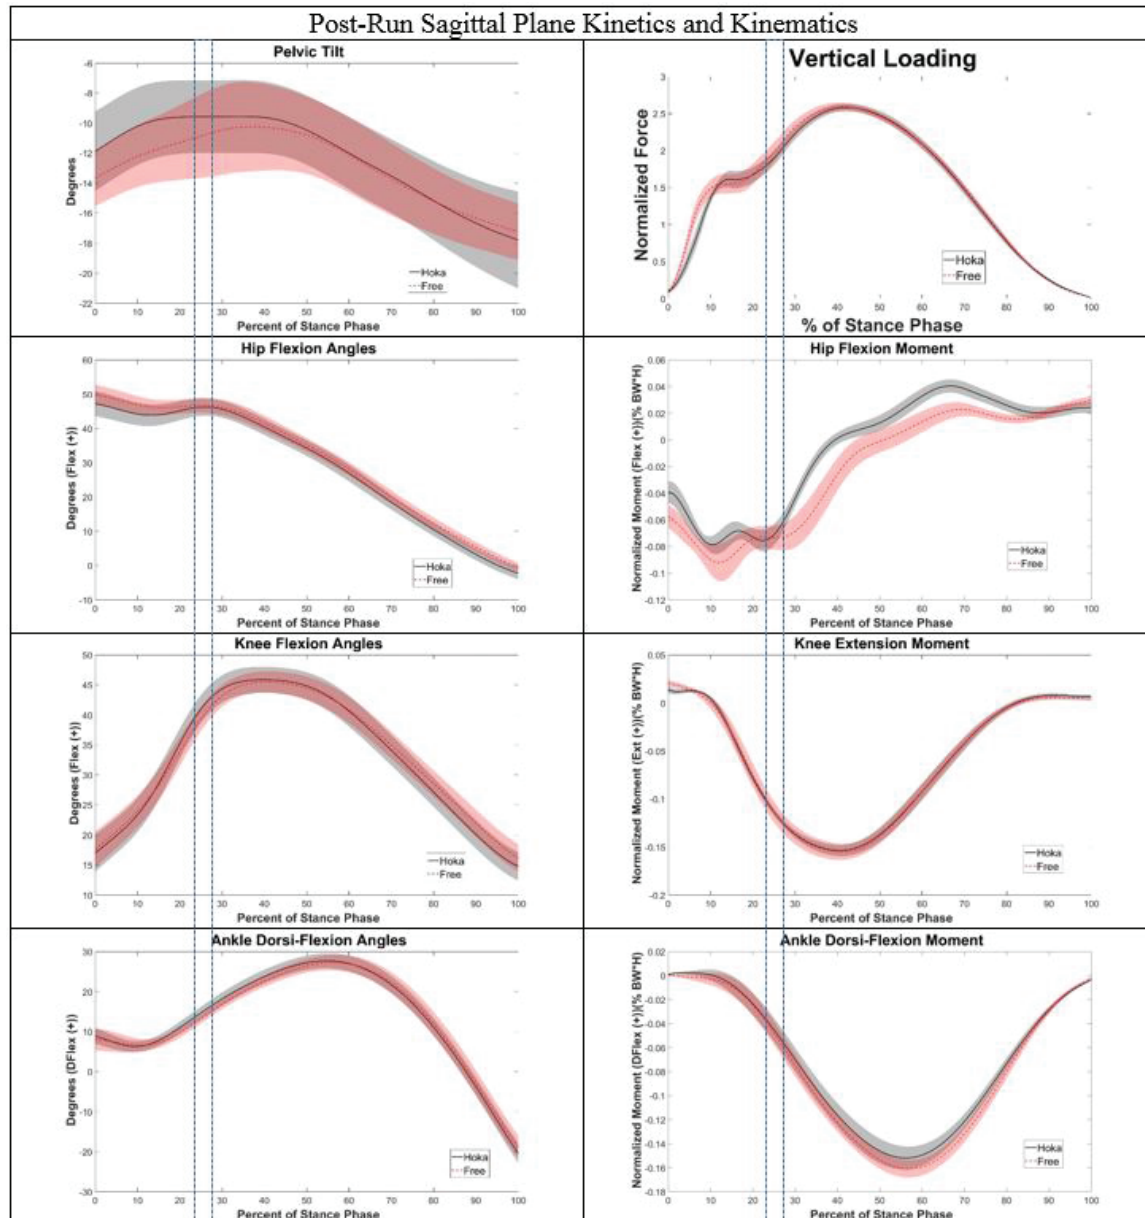 Post-Run Sagittal Plane Kinetics and Kinematics
Pelvic Tilt
Degrees
-6
-8
-10
-12
-14
-16
-18
-20
-22
0 10 20 30 40 50 60 70 80 90 100
Percent of Stance Phase
Hoka
Free
Vertical Loading
Normalized Force
3
2.5
2
1.5
1
0.5
0
0 10 20 30 40 50 60 70 80 90 100
% of Stance Phase
Hoka
Free
Hip Flexion Angles
Degrees (Flex (+))
60
50
40
30
20
10
0
-10
0 10 20 30 40 50 60 70 80 90 100
Percent of Stance Phase
Hoka
Free
Hip Flexion Moment
Normalized Moment (Flex (+))(% BW*H)
0.06
0.04
0.02
0
-0.02
-0.04
-0.06
-0.08
-0.1
-0.12
0 10 20 30 40 50 60 70 80 90 100
Percent of Stance Phase
Hoka
Free
Knee Flexion Angles
Degrees (Flex (+))
50
45
40
35
30
25
20
15
10
0 10 20 30 40 50 60 70 80 90 100
Percent of Stance Phase
Hoka
Free
Knee Extension Moment
Normalized Moment (Ext (+))(% BW*H)
0.05
0
-0.05
-0.1
-0.15
-0.2
0 10 20 30 40 50 60 70 80 90 100
Percent of Stance Phase
Hoka
Free
Ankle Dorsi-Flexion Angles
Degrees (DFlex (+))
30
20
10
0
-10
-20
-30
0 10 20 30 40 50 60 70 80 90 100
Percent of Stance Phase
Hoka
Free
Ankle Dorsi-Flexion Moment
Normalized Moment (DFlex (+))(% BW*H)
0.02
0
-0.02
-0.04
-0.06
-0.08
-0.1
-0.12
-0.14
-0.16
-0.18
0 10 20 30 40 50 60 70 80 90 100
Percent of Stance Phase
Hoka
Free